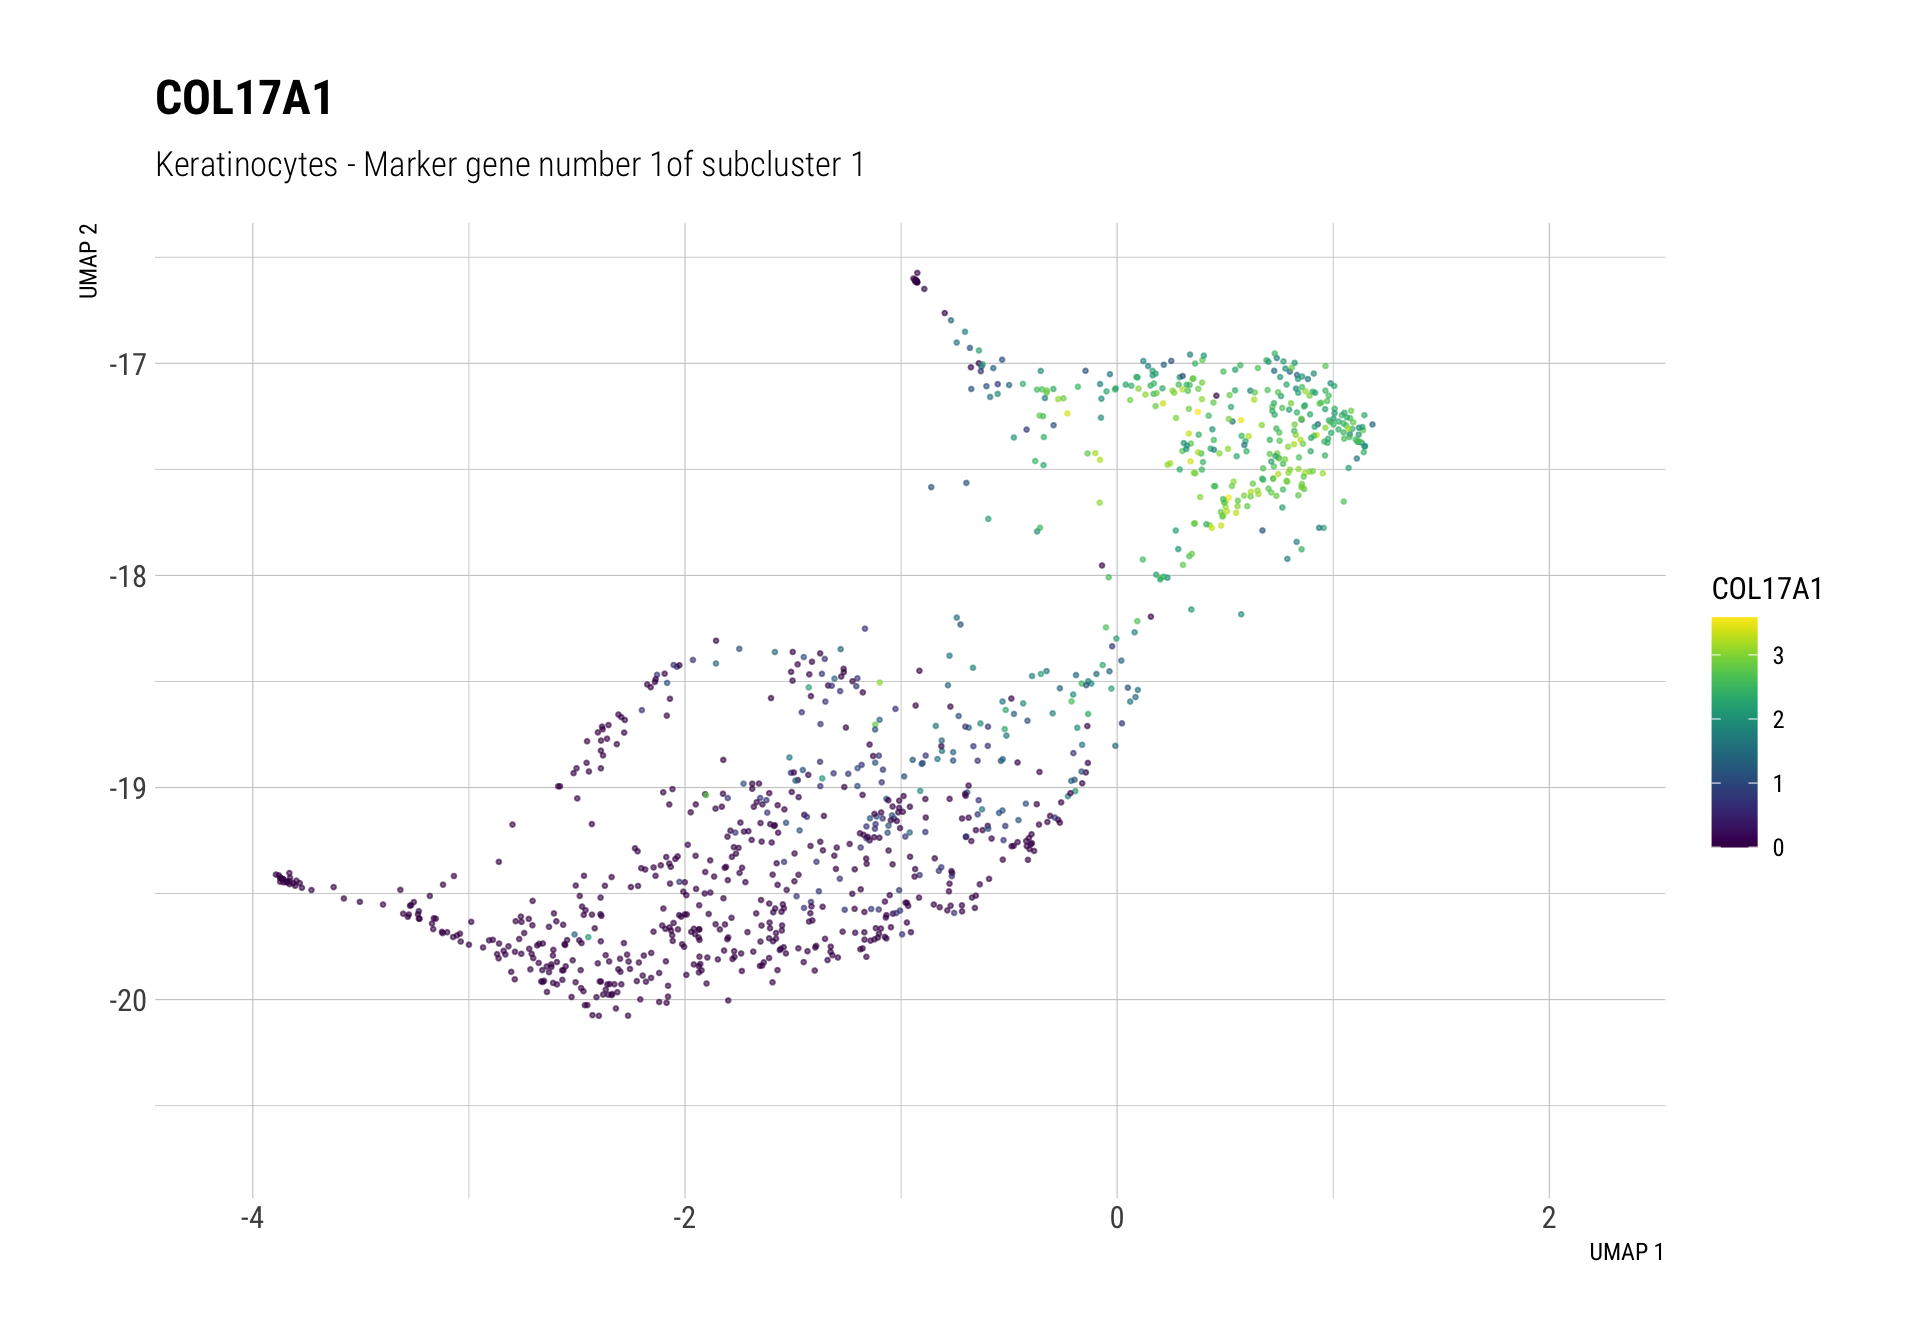 COL17A1
Keratinocytes - Marker gene number 1of subcluster 1
UMAP 2
-17
-18
-19
-20
-4
-2
0
2
UMAP 1
COL17A1
3
2
1
0